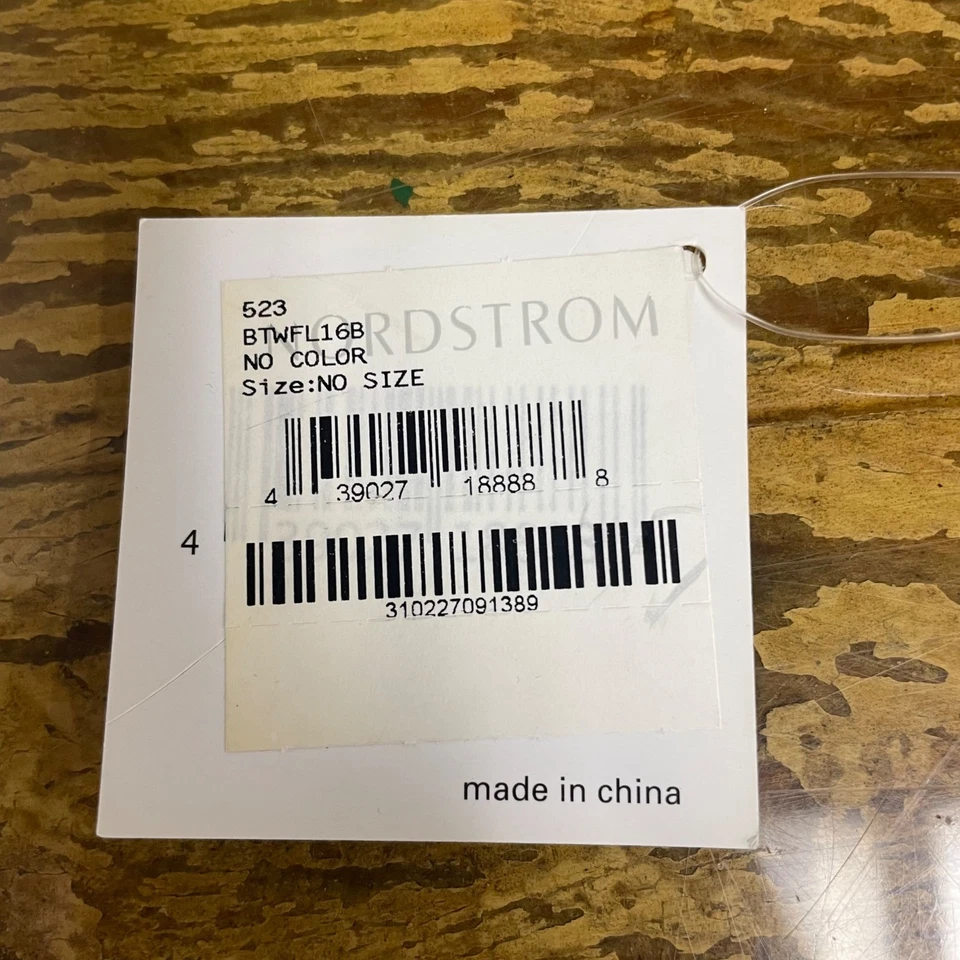 NORDSTROM
523
BTWFL16B
NO COLOR
Size:NO SIZE
4 39027 18888 8
4
310227091389
made in china